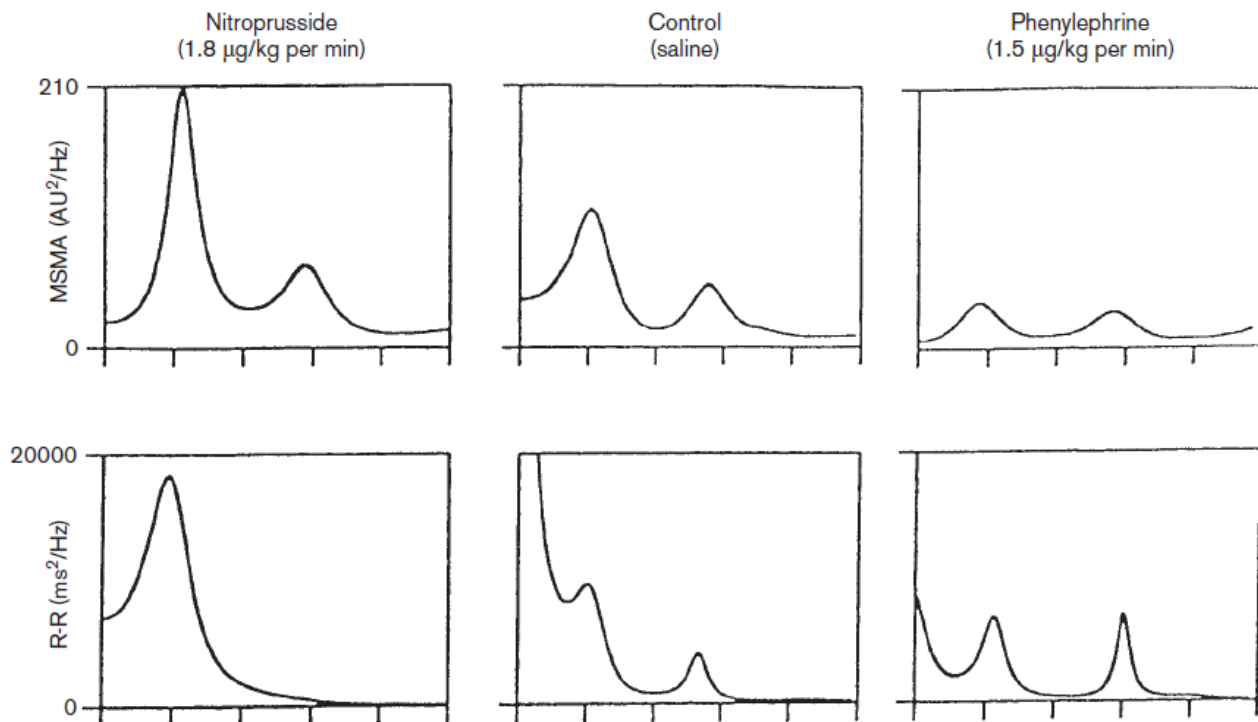 Nitroprusside
(1.8 µg/kg per min)
Control
(saline)
Phenylephrine
(1.5 µg/kg per min)
210
MSMA (AU²/Hz)
0
20000
R-R (ms²/Hz)
0